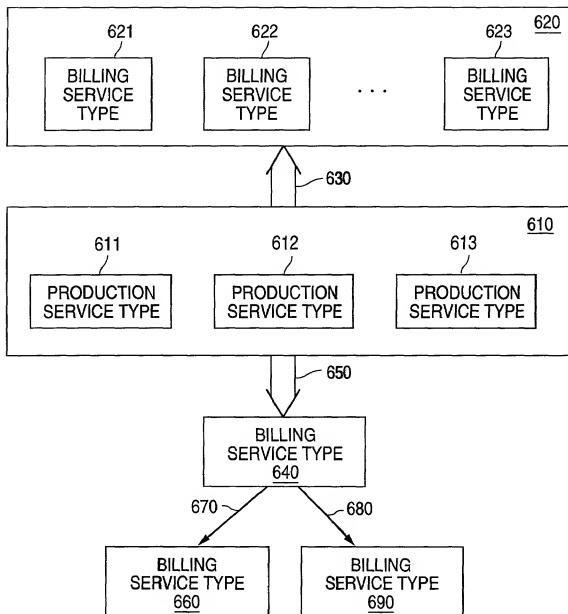 620
621
622
623
BILLING
SERVICE
TYPE
BILLING
SERVICE
TYPE
. . .
BILLING
SERVICE
TYPE
630
610
611
612
613
PRODUCTION
SERVICE TYPE
PRODUCTION
SERVICE TYPE
PRODUCTION
SERVICE TYPE
650
BILLING
SERVICE TYPE
640
670
680
BILLING
SERVICE TYPE
660
BILLING
SERVICE TYPE
690